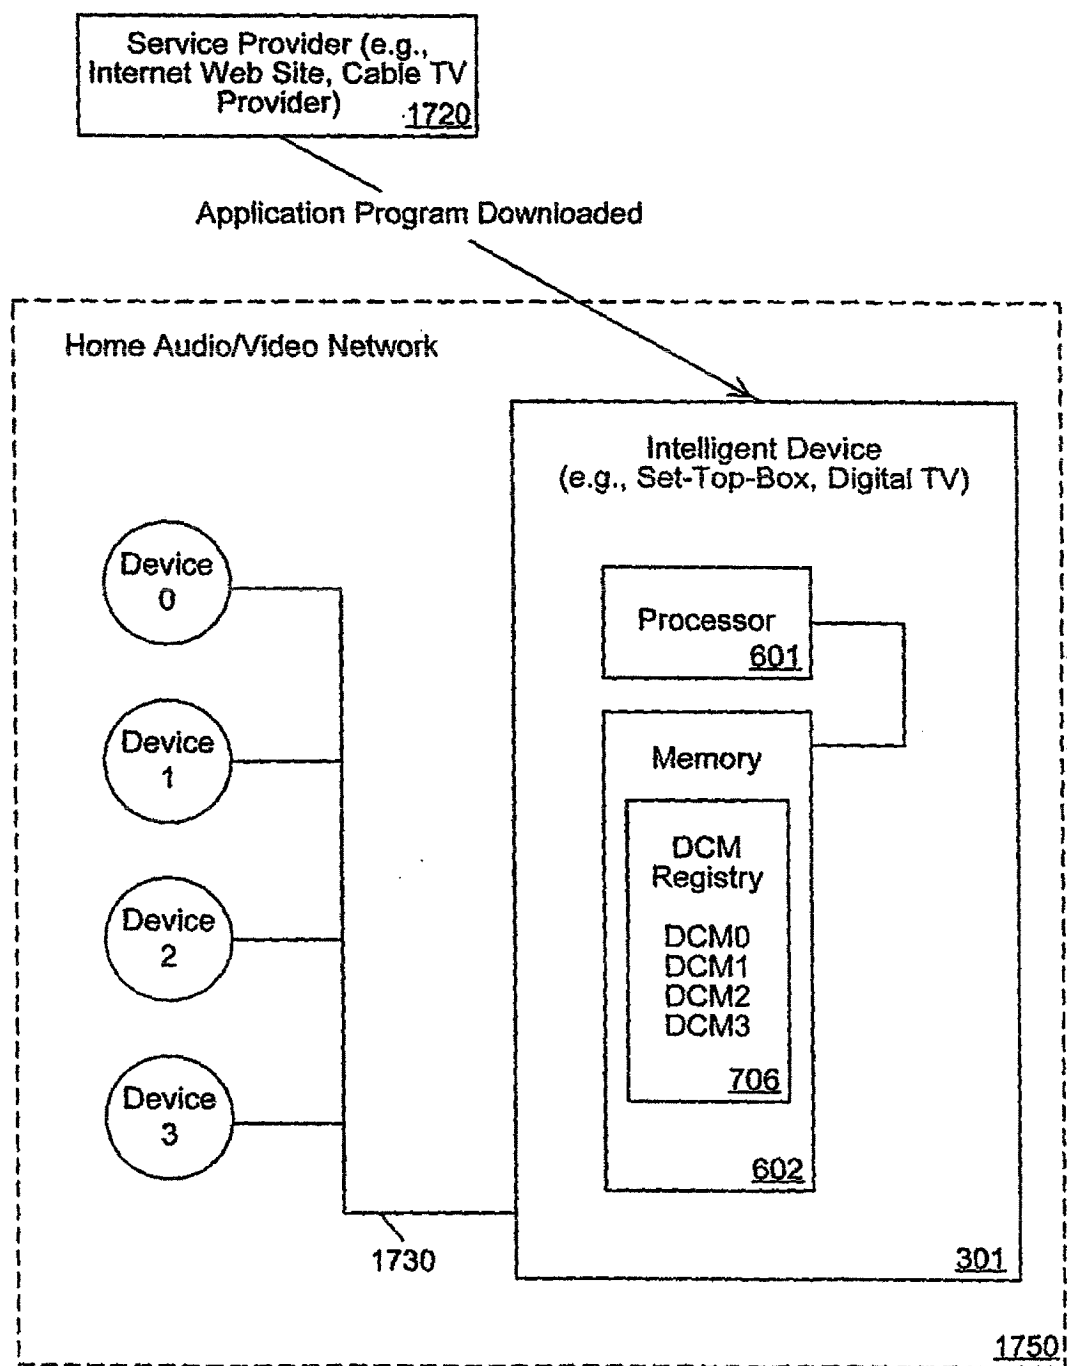 Service Provider (e.g.,
Internet Web Site, Cable TV
Provider)
1720
Application Program Downloaded
Home Audio/Video Network
Intelligent Device
(e.g., Set-Top-Box, Digital TV)
Device
0
Processor
601
Device
1
Memory
DCM
Registry
DCM0
DCM1
DCM2
DCM3
706
Device
2
Device
3
602
1730
301
1750